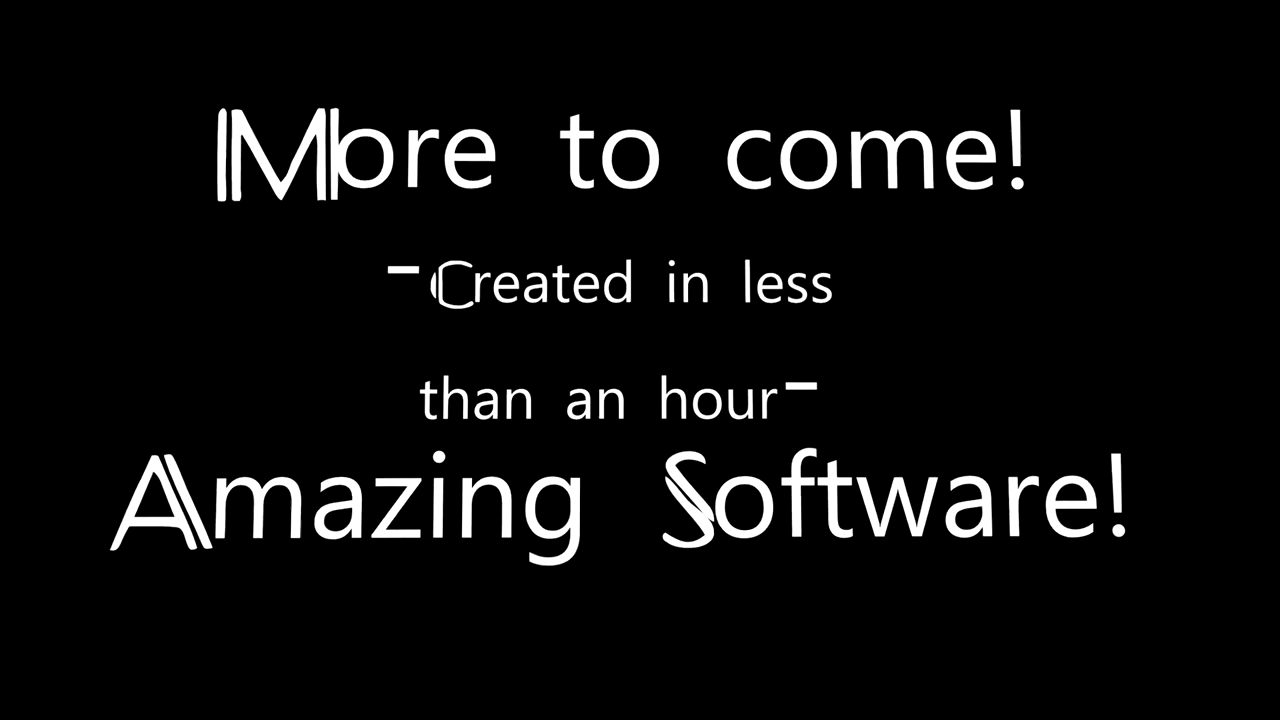 More to come!
-Created in less
than an hour-
Amazing Software!